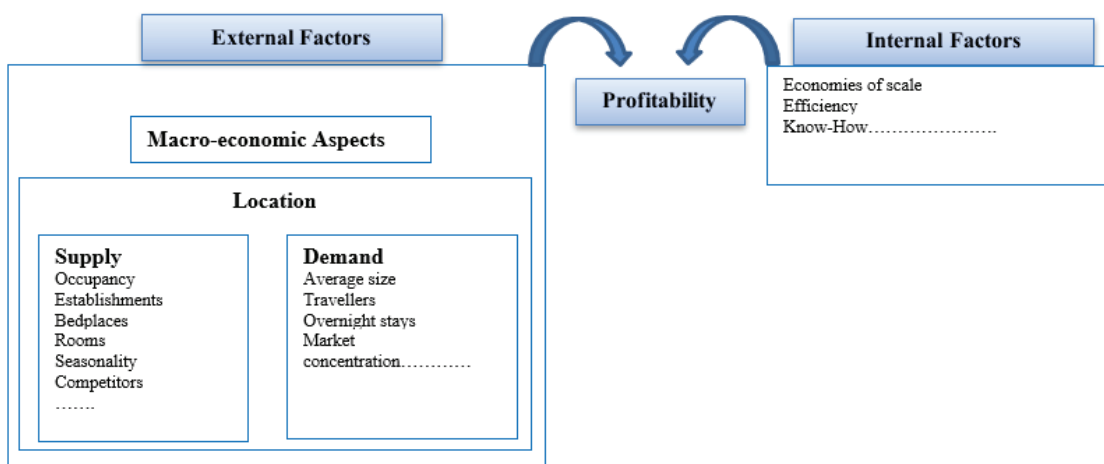 External Factors
Macro-economic Aspects
Location
Supply
Occupancy
Establishments
Bedplaces
Rooms
Seasonality
Competitors
…….
Demand
Average size
Travellers
Overnight stays
Market
concentration…………
Profitability
Internal Factors
Economies of scale
Efficiency
Know-How…………………….